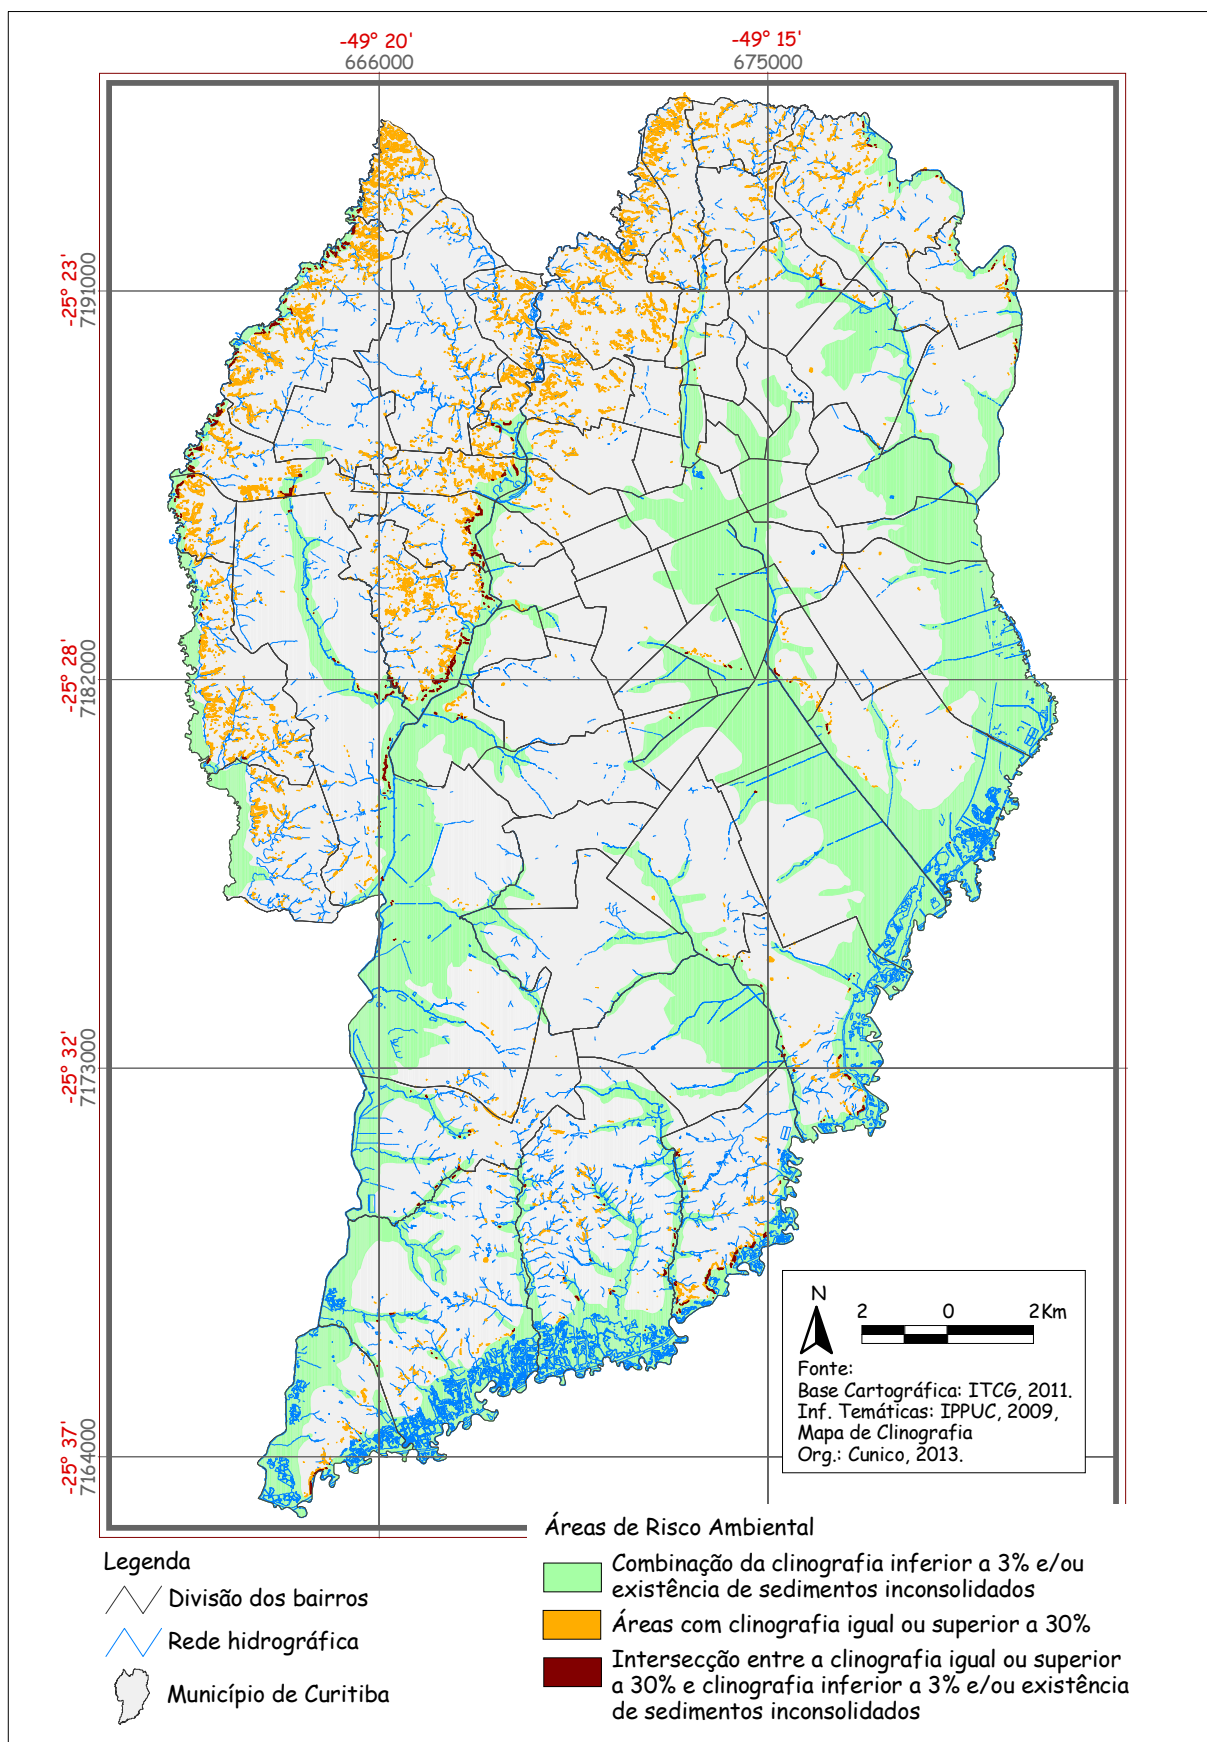 -49° 20'
-49° 15'
666000
675000
-25° 23'
7191000
-25° 28'
7182000
-25° 32'
7173000
-25° 37'
7164000
N
2 0 2Km
Fonte:
Base Cartográfica: ITCG, 2011.
Inf. Temáticas: IPPUC, 2009,
Mapa de Clinografia
Org.: Cunico, 2013.
Legenda
Divisão dos bairros
Rede hidrográfica
Município de Curitiba
Áreas de Risco Ambiental
Combinação da clinografia inferior a 3% e/ou
existência de sedimentos inconsolidados
Áreas com clinografia igual ou superior a 30%
Intersecção entre a clinografia igual ou superior
a 30% e clinografia inferior a 3% e/ou existência
de sedimentos inconsolidados